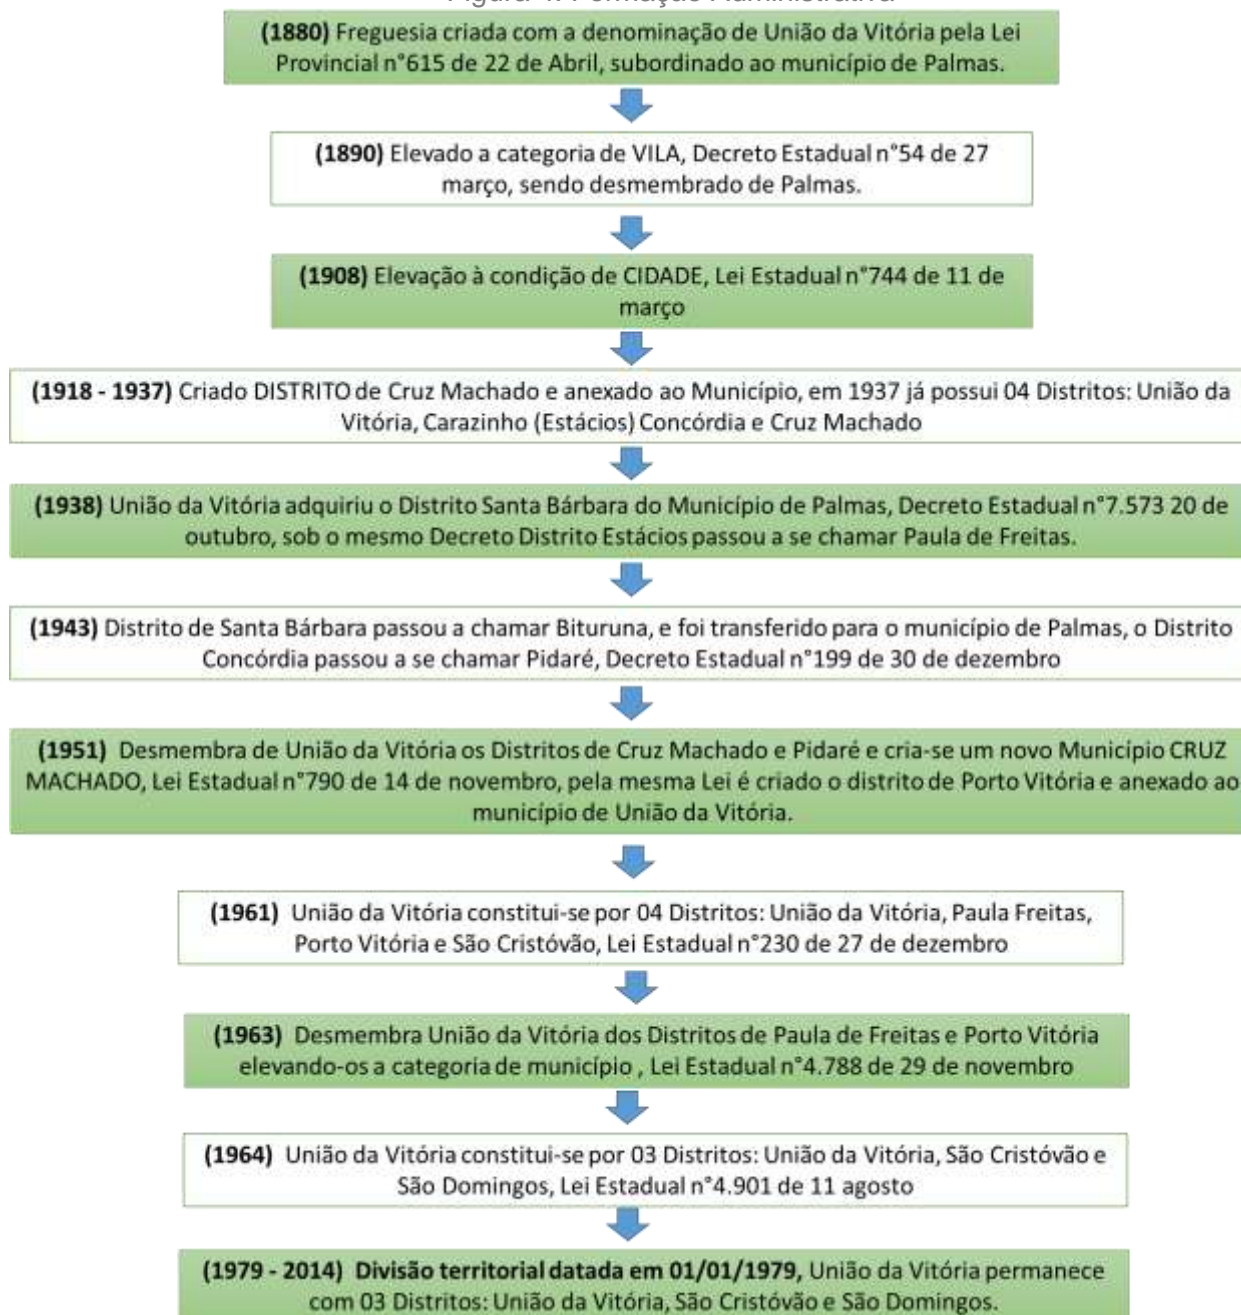 Figura 4: Formação Administrativa
(1880) Freguesia criada com a denominação de União da Vitória pela Lei
Provincial n°615 de 22 de Abril, subordinado ao município de Palmas.
(1890) Elevado a categoria de VILA, Decreto Estadual n°54 de 27
março, sendo desmembrado de Palmas.
(1908) Elevação à condição de CIDADE, Lei Estadual n°744 de 11 de
março
(1918 - 1937) Criado DISTRITO de Cruz Machado e anexado ao Município, em 1937 já possui 04 Distritos: União da
Vitória, Carazinho (Estácios) Concórdia e Cruz Machado
(1938) União da Vitória adquiriu o Distrito Santa Bárbara do Município de Palmas, Decreto Estadual n°7.573 20 de
outubro, sob o mesmo Decreto Distrito Estácios passou a se chamar Paula de Freitas.
(1943) Distrito de Santa Bárbara passou a chamar Bituruna, e foi transferido para o município de Palmas, o Distrito
Concórdia passou a se chamar Pidaré, Decreto Estadual n°199 de 30 de dezembro
(1951) Desmembra de União da Vitória os Distritos de Cruz Machado e Pidaré e cria-se um novo Município CRUZ
MACHADO, Lei Estadual n°790 de 14 de novembro, pela mesma Lei é criado o distrito de Porto Vitória e anexado ao
município de União da Vitória.
(1961) União da Vitória constitui-se por 04 Distritos: União da Vitória, Paula Freitas,
Porto Vitória e São Cristóvão, Lei Estadual n°230 de 27 de dezembro
(1963) Desmembra União da Vitória dos Distritos de Paula de Freitas e Porto Vitória
elevando-os a categoria de município , Lei Estadual n°4.788 de 29 de novembro
(1964) União da Vitória constitui-se por 03 Distritos: União da Vitória, São Cristóvão e
São Domingos, Lei Estadual n°4.901 de 11 agosto
(1979 - 2014) Divisão territorial datada em 01/01/1979, União da Vitória permanece
com 03 Distritos: União da Vitória, São Cristóvão e São Domingos.